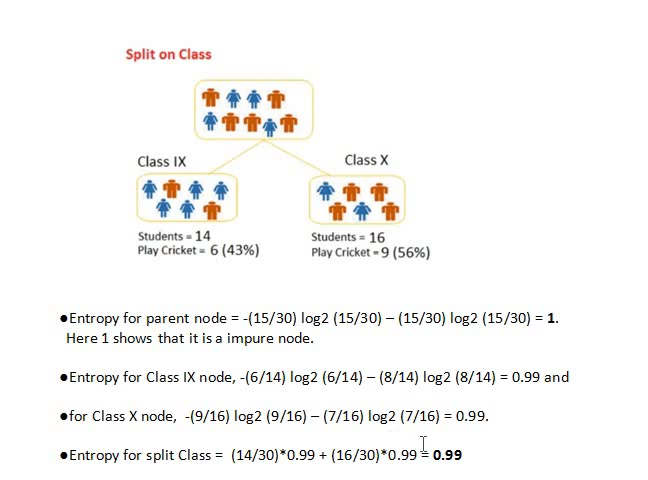 Split on Class
Class IX
Class X
Students = 14
Play Cricket = 6 (43%)
Students = 16
Play Cricket = 9 (56%)
●Entropy for parent node = -(15/30) log2 (15/30) – (15/30) log2 (15/30) = 1.
Here 1 shows that it is a impure node.
●Entropy for Class IX node, -(6/14) log2 (6/14) – (8/14) log2 (8/14) = 0.99 and
●for Class X node, -(9/16) log2 (9/16) – (7/16) log2 (7/16) = 0.99.
●Entropy for split Class = (14/30)*0.99 + (16/30)*0.99 = 0.99